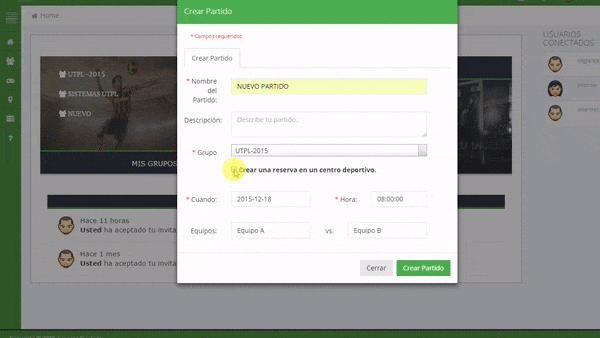 Crear Partido
Home
USUARIOS
CONECTADOS
* Campos requeridos
Crear Partido
* Nombre del Partido:
NUEVO PARTIDO
UTPL-2015
SISTEMAS UTPL
NUEVO
Descripción:
Describe tu partido..
* Grupo
UTPL-2015
MIS GRUPOS
Crear una reserva en un centro deportivo.
* Cuando:
2015-12-18
* Hora:
08:00:00
Hace 11 horas
Usted ha aceptado tu invita
Equipos:
Equipo A
vs.
Equipo B
Hace 1 mes
Usted ha aceptado tu invita
Cerrar
Crear Partido